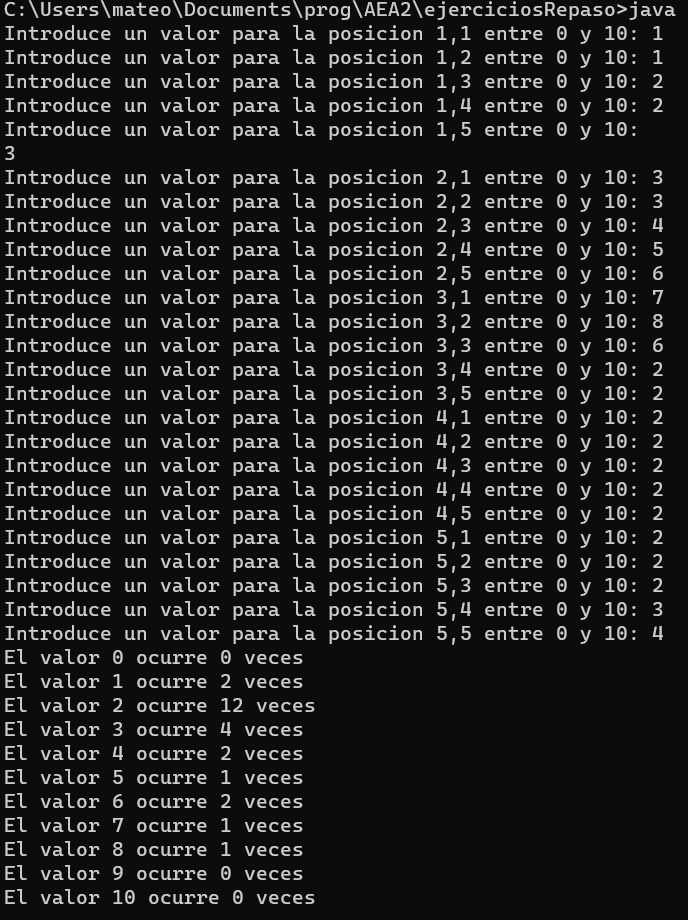 C:\Users\mateo\Documents\prog\AEA2\ejerciciosRepaso>java
Introduce un valor para la posicion 1,1 entre 0 y 10: 1
Introduce un valor para la posicion 1,2 entre 0 y 10: 1
Introduce un valor para la posicion 1,3 entre 0 y 10: 2
Introduce un valor para la posicion 1,4 entre 0 y 10: 2
Introduce un valor para la posicion 1,5 entre 0 y 10:
3
Introduce un valor para la posicion 2,1 entre 0 y 10: 3
Introduce un valor para la posicion 2,2 entre 0 y 10: 3
Introduce un valor para la posicion 2,3 entre 0 y 10: 4
Introduce un valor para la posicion 2,4 entre 0 y 10: 5
Introduce un valor para la posicion 2,5 entre 0 y 10: 6
Introduce un valor para la posicion 3,1 entre 0 y 10: 7
Introduce un valor para la posicion 3,2 entre 0 y 10: 8
Introduce un valor para la posicion 3,3 entre 0 y 10: 6
Introduce un valor para la posicion 3,4 entre 0 y 10: 2
Introduce un valor para la posicion 3,5 entre 0 y 10: 2
Introduce un valor para la posicion 4,1 entre 0 y 10: 2
Introduce un valor para la posicion 4,2 entre 0 y 10: 2
Introduce un valor para la posicion 4,3 entre 0 y 10: 2
Introduce un valor para la posicion 4,4 entre 0 y 10: 2
Introduce un valor para la posicion 4,5 entre 0 y 10: 2
Introduce un valor para la posicion 5,1 entre 0 y 10: 2
Introduce un valor para la posicion 5,2 entre 0 y 10: 2
Introduce un valor para la posicion 5,3 entre 0 y 10: 2
Introduce un valor para la posicion 5,4 entre 0 y 10: 3
Introduce un valor para la posicion 5,5 entre 0 y 10: 4
El valor 0 ocurre 0 veces
El valor 1 ocurre 2 veces
El valor 2 ocurre 12 veces
El valor 3 ocurre 4 veces
El valor 4 ocurre 2 veces
El valor 5 ocurre 1 veces
El valor 6 ocurre 2 veces
El valor 7 ocurre 1 veces
El valor 8 ocurre 1 veces
El valor 9 ocurre 0 veces
El valor 10 ocurre 0 veces